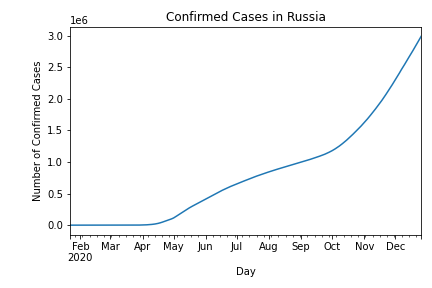 Confirmed Cases in Russia
1e6
3.0
2.5
2.0
1.5
1.0
0.5
0.0
Number of Confirmed Cases
Feb Mar Apr May Jun Jul Aug Sep Oct Nov Dec
2020
Day